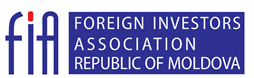 fia
FOREIGN INVESTORS
ASSOCIATION
REPUBLIC OF MOLDOVA